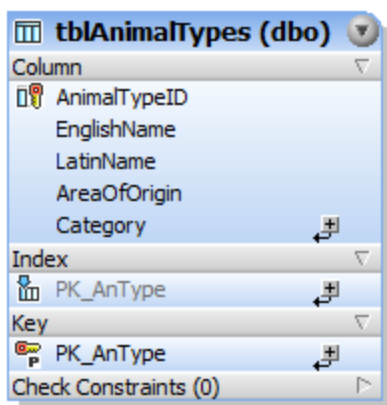 tblAnimalTypes (dbo)
Column
AnimalTypeID
EnglishName
LatinName
AreaOfOrigin
Category
Index
PK_AnType
Key
P PK_AnType
Check Constraints (0)